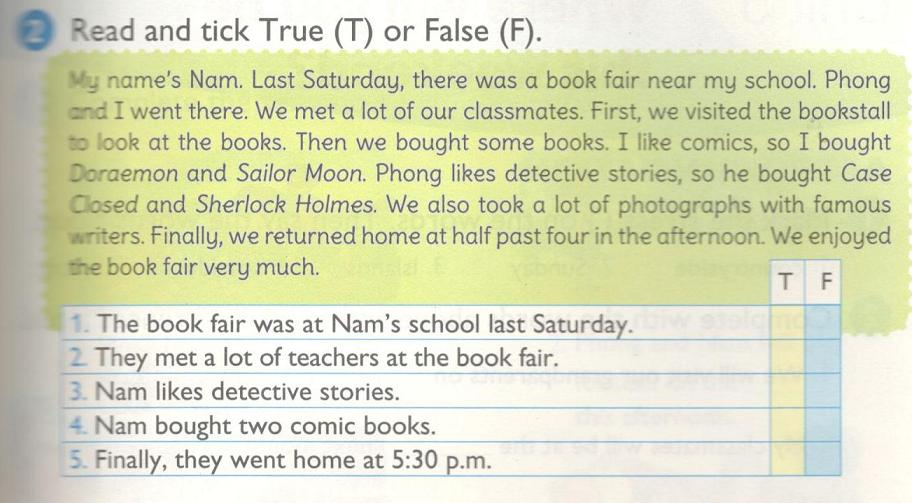 2 Read and tick True (T) or False (F).
My name's Nam. Last Saturday, there was a book fair near my school. Phong
and I went there. We met a lot of our classmates. First, we visited the bookstall
to look at the books. Then we bought some books. I like comics, so I bought
Doraemon and Sailor Moon. Phong likes detective stories, so he bought Case
Closed and Sherlock Holmes. We also took a lot of photographs with famous
writers. Finally, we returned home at half past four in the afternoon. We enjoyed
the book fair very much.
T F
1. The book fair was at Nam's school last Saturday.
2. They met a lot of teachers at the book fair.
3. Nam likes detective stories.
4. Nam bought two comic books.
5. Finally, they went home at 5:30 p.m.